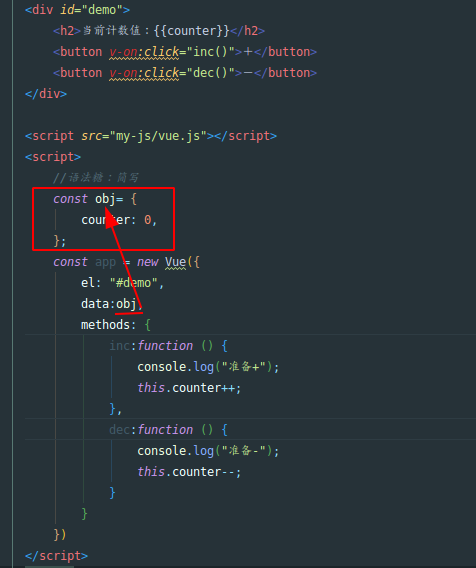 <div id="demo">
<h2>当前计数值：{{counter}}</h2>
<button v-on:click="inc()">＋</button>
<button v-on:click="dec()">－</button>
</div>
<script src="my-js/vue.js"></script>
<script>
//语法糖：简写
const obj= {
counter: 0,
};
const app = new Vue({
el: "#demo",
data:obj,
methods: {
inc:function () {
console.log("准备+");
this.counter++;
},
dec:function () {
console.log("准备-");
this.counter--;
}
}
})
</script>